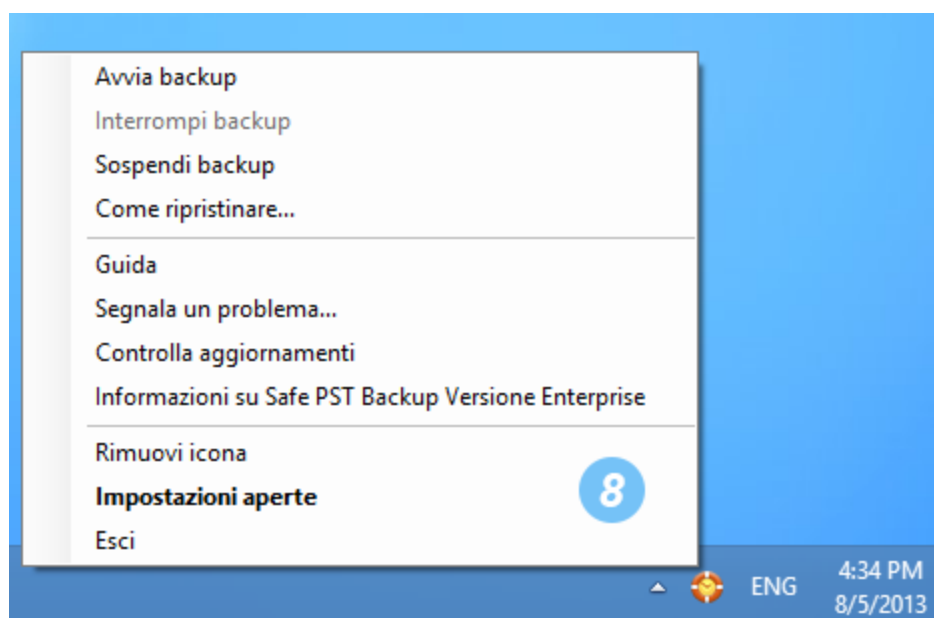 Avvia backup
Interrompi backup
Sospendi backup
Come ripristinare...
Guida
Segnala un problema...
Controlla aggiornamenti
Informazioni su Safe PST Backup Versione Enterprise
Rimuovi icona
Impostazioni aperte
8
Esci
ENG
4:34 PM
8/5/2013